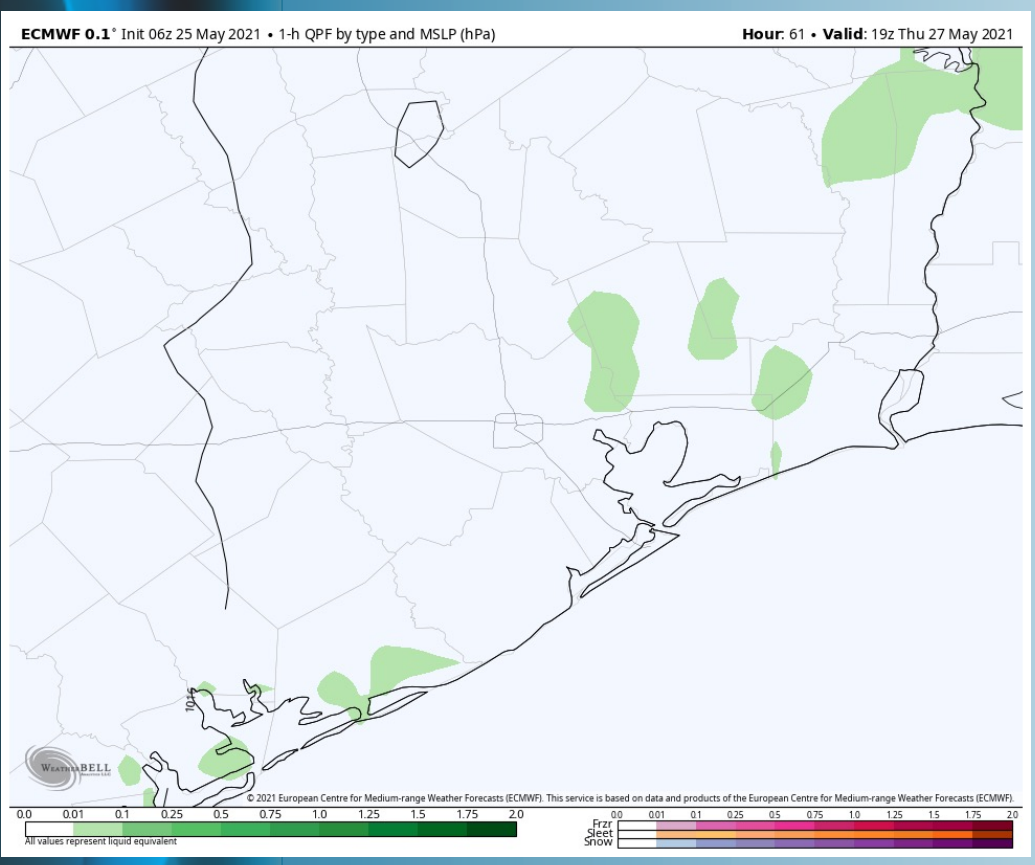 ECMWF 0.1° Init 06z 25 May 2021 • 1-h QPF by type and MSLP (hPa)
Hour: 61 • Valid: 19z Thu 27 May 2021
1016
WEATHERBELL
© 2021 European Centre for Medium-range Weather Forecasts (ECMWF). This service is based on data and products of the European Centre for Medium-range Weather Forecasts (ECMWF).
0.0 0.01 0.1 0.25 0.5 0.75 1.0 1.25 1.5 1.75 2.0
All values represent liquid equivalent
0.0 0.01 0.1 0.25 0.5 0.75 1.0 1.25 1.5 1.75 2.0
Frzr
Sleet
Snow